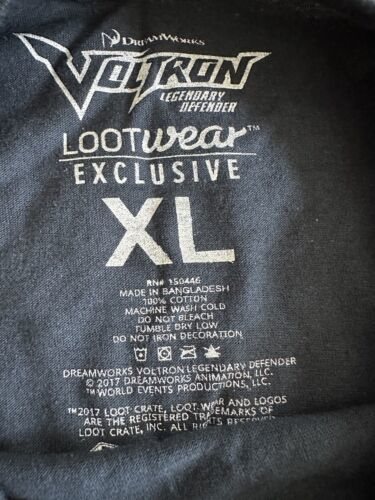 DREAMWORKS
VOLTRON
LEGENDARY
DEFENDER
LOOTwear™
EXCLUSIVE
XL
RN# 150446
MADE IN BANGLADESH
100% COTTON
MACHINE WASH COLD
DO NOT BLEACH
TUMBLE DRY LOW
DO NOT IRON DECORATION
DREAMWORKS VOLTRON LEGENDARY DEFENDER
© 2017 DREAMWORKS ANIMATION, LLC.
™WORLD EVENTS PRODUCTIONS, LLC.
™2017 LOOT CRATE, LOOT WEAR AND LOGOS
ARE THE REGISTERED TRADEMARKS OF
LOOT CRATE, INC. ALL RIGHTS RESERVED